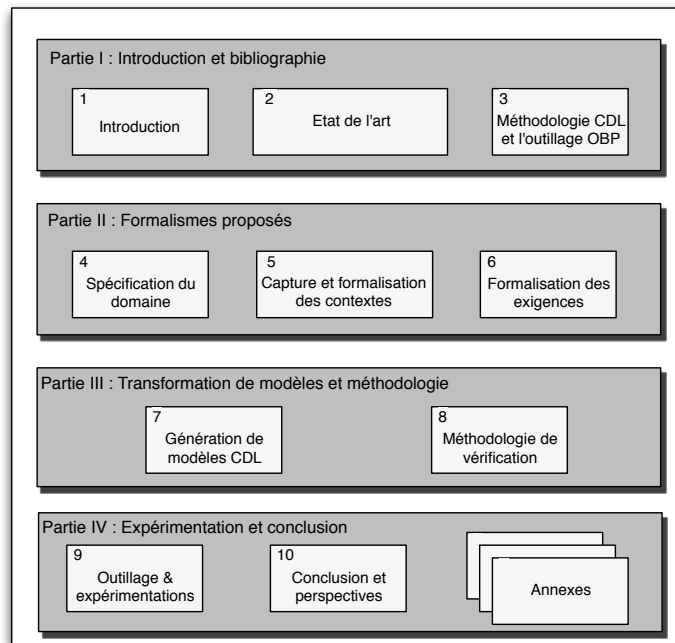 Partie I : Introduction et bibliographie
1
Introduction
2
Etat de l'art
3
Méthodologie CDL
et l'outillage OBP
Partie II : Formalismes proposés
4
Spécification du
domaine
5
Capture et formalisation
des contextes
6
Formalisation des
exigences
Partie III : Transformation de modèles et méthodologie
7
Génération de
modèles CDL
8
Méthodologie de
vérification
Partie IV : Expérimentation et conclusion
9
Outillage &
expérimentations
10
Conclusion et
perspectives
Annexes